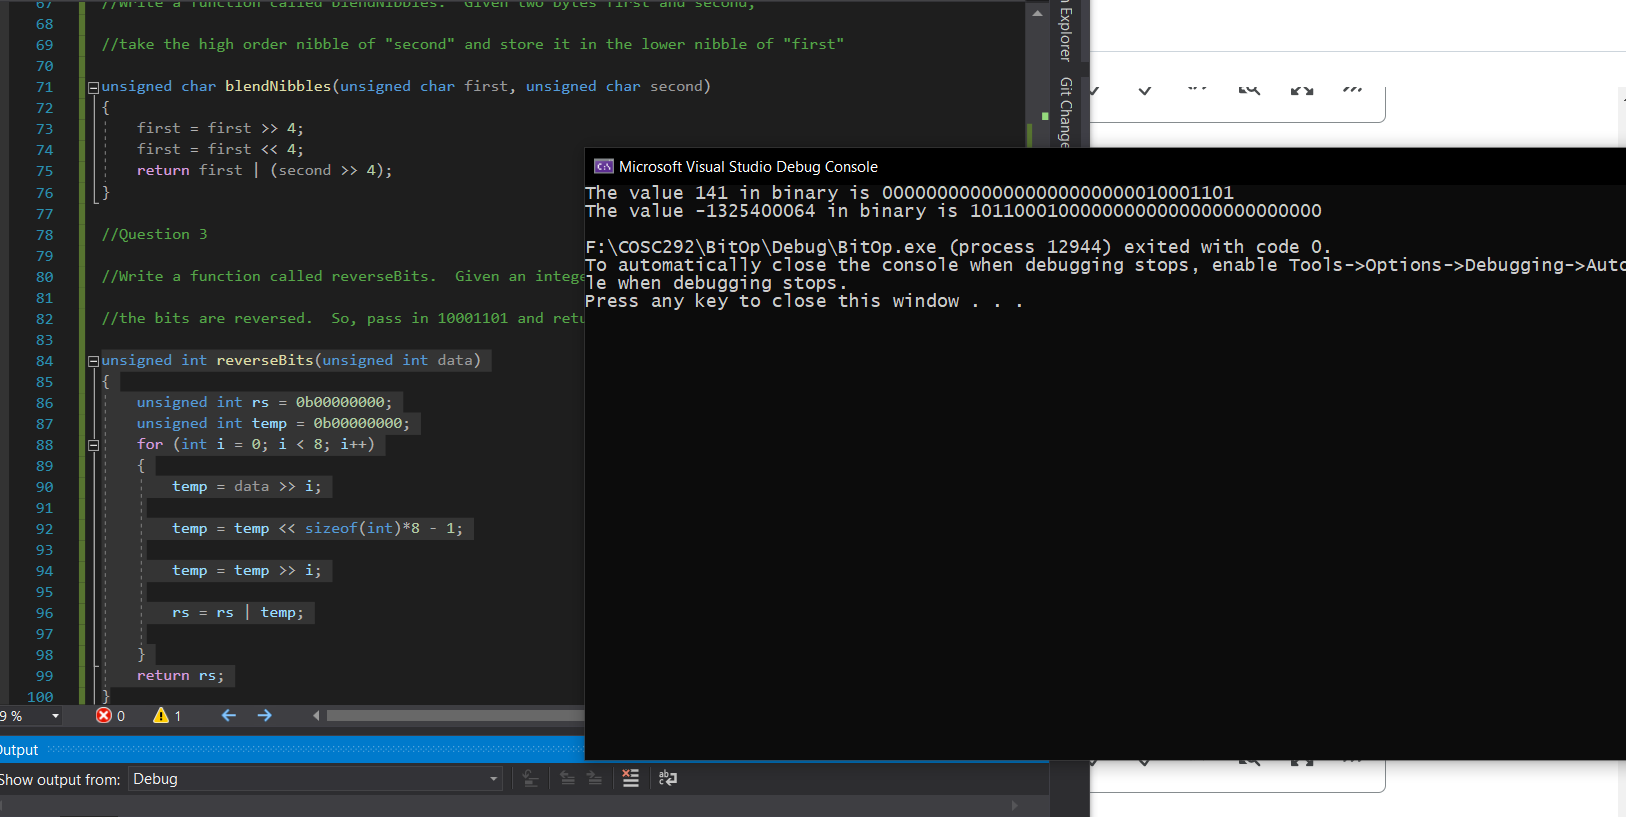 67 //Write a function called blendNibbles.  Given two bytes first and second,
68
69 //take the high order nibble of "second" and store it in the lower nibble of "first"
70
71 unsigned char blendNibbles(unsigned char first, unsigned char second)
72 {
73 first = first >> 4;
74 first = first << 4;
75 return first | (second >> 4);
76 }
77
78 //Question 3
79
80 //Write a function called reverseBits.  Given an intege
81
82 //the bits are reversed.  So, pass in 10001101 and retu
83
84 unsigned int reverseBits(unsigned int data)
85 {
86 unsigned int rs = 0b00000000;
87 unsigned int temp = 0b00000000;
88 for (int i = 0; i < 8; i++)
89 {
90 temp = data >> i;
91
92 temp = temp << sizeof(int)*8 - 1;
93
94 temp = temp >> i;
95
96 rs = rs | temp;
97
98 }
99 return rs;
100 }
9 %
0
1
Output
Show output from: Debug
Explorer
Git Change
Microsoft Visual Studio Debug Console
The value 141 in binary is 00000000000000000000000010001101
The value -1325400064 in binary is 10110001000000000000000000000000
F:\COSC292\BitOp\Debug\BitOp.exe (process 12944) exited with code 0.
To automatically close the console when debugging stops, enable Tools->Options->Debugging->Auto
le when debugging stops.
Press any key to close this window . . .